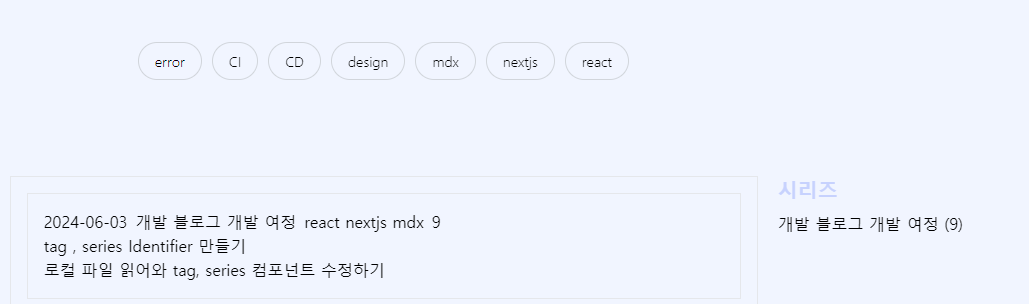 error CI CD design mdx nextjs react
2024-06-03 개발 블로그 개발 여정 react nextjs mdx 9
tag , series Identifier 만들기
로컬 파일 읽어와 tag, series 컴포넌트 수정하기
시리즈
개발 블로그 개발 여정 (9)